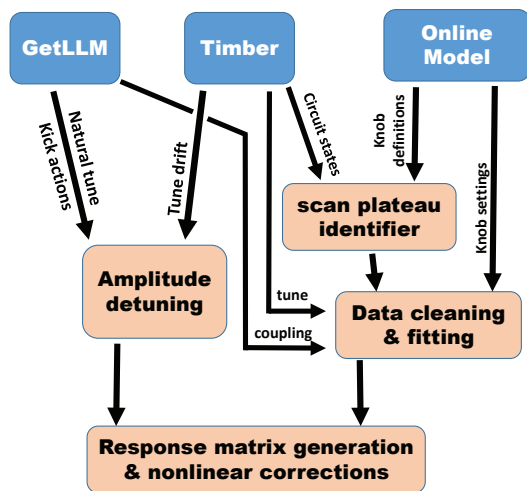 GetLLM
Timber
Online
Model
Natural tune
Kick actions
Tune drift
Circuit states
Knob
definitions
Knob settings
scan plateau
identifier
Amplitude
detuning
tune
coupling
Data cleaning
& fitting
Response matrix generation
& nonlinear corrections